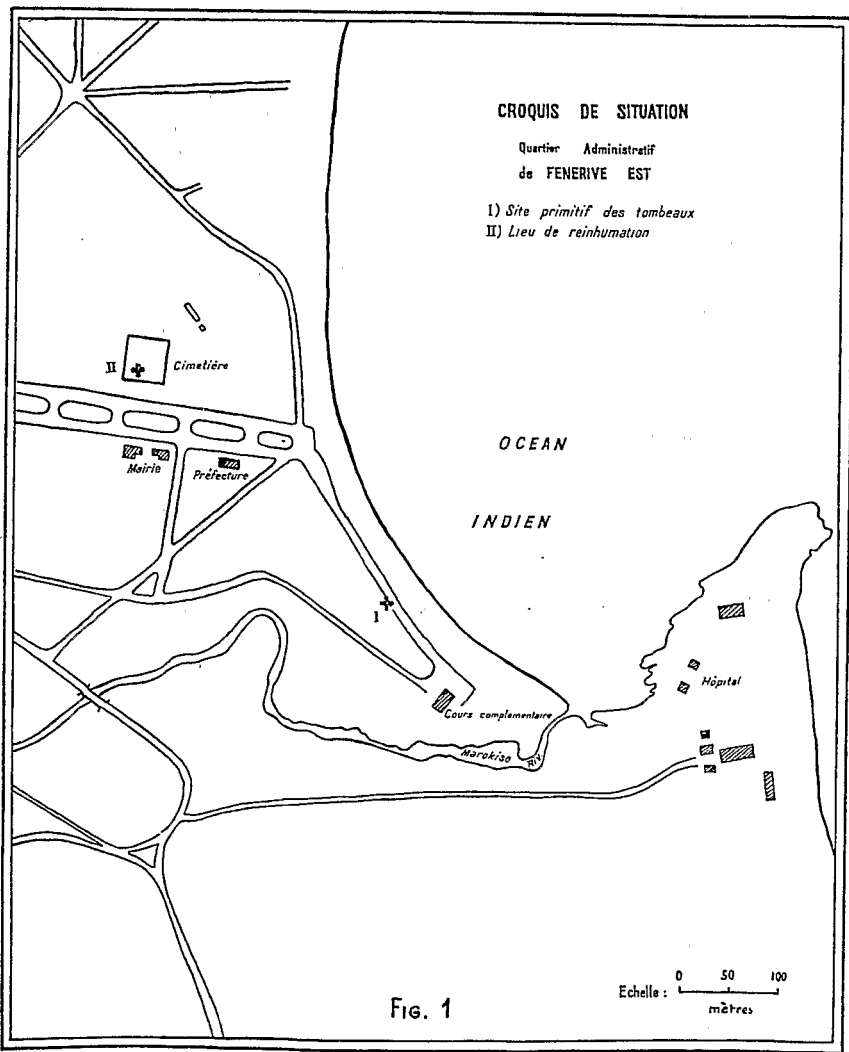 CROQUIS DE SITUATION
Quartier Administratif
de FENERIVE EST
I) Site primitif des tombeaux
II) Lieu de reinhumation
II
Cimetière
Mairie
Préfecture
OCEAN
INDIEN
I
Hôpital
Cours complementaire
Marokiso
Riv.
0 50 100
Echelle :
mètres
FIG. 1